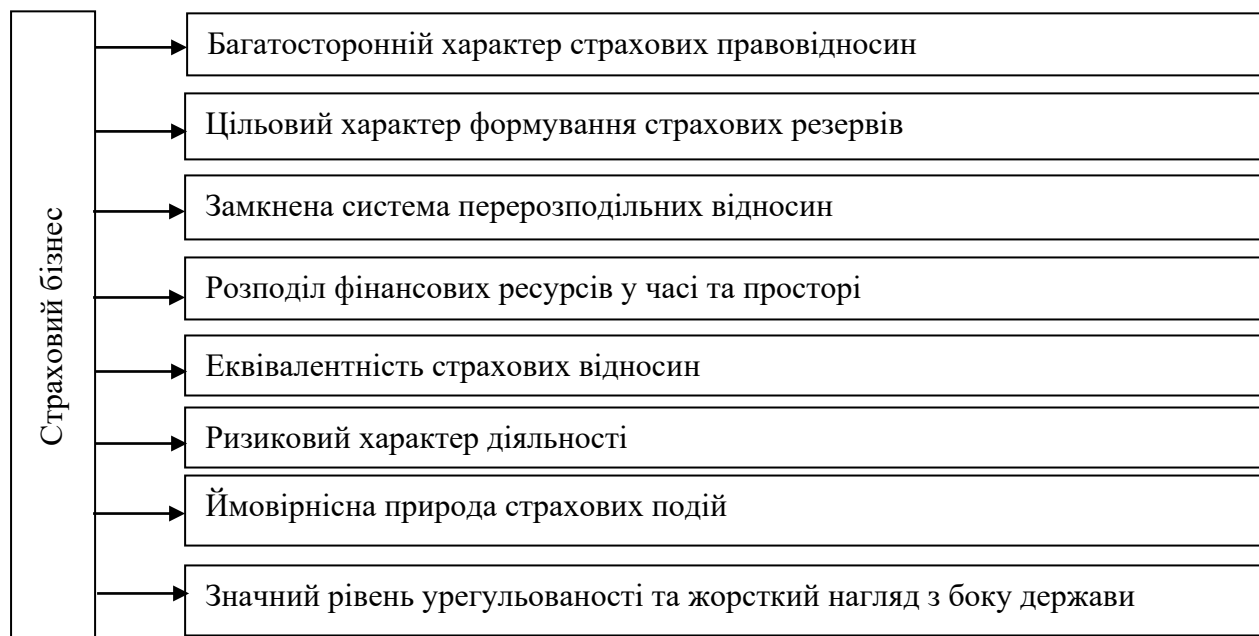 Страховий бізнес
Багатосторонній характер страхових правовідносин
Цільовий характер формування страхових резервів
Замкнена система перерозподільних відносин
Розподіл фінансових ресурсів у часі та просторі
Еквівалентність страхових відносин
Ризиковий характер діяльності
Ймовірнісна природа страхових подій
Значний рівень урегульованості та жорсткий нагляд з боку держави